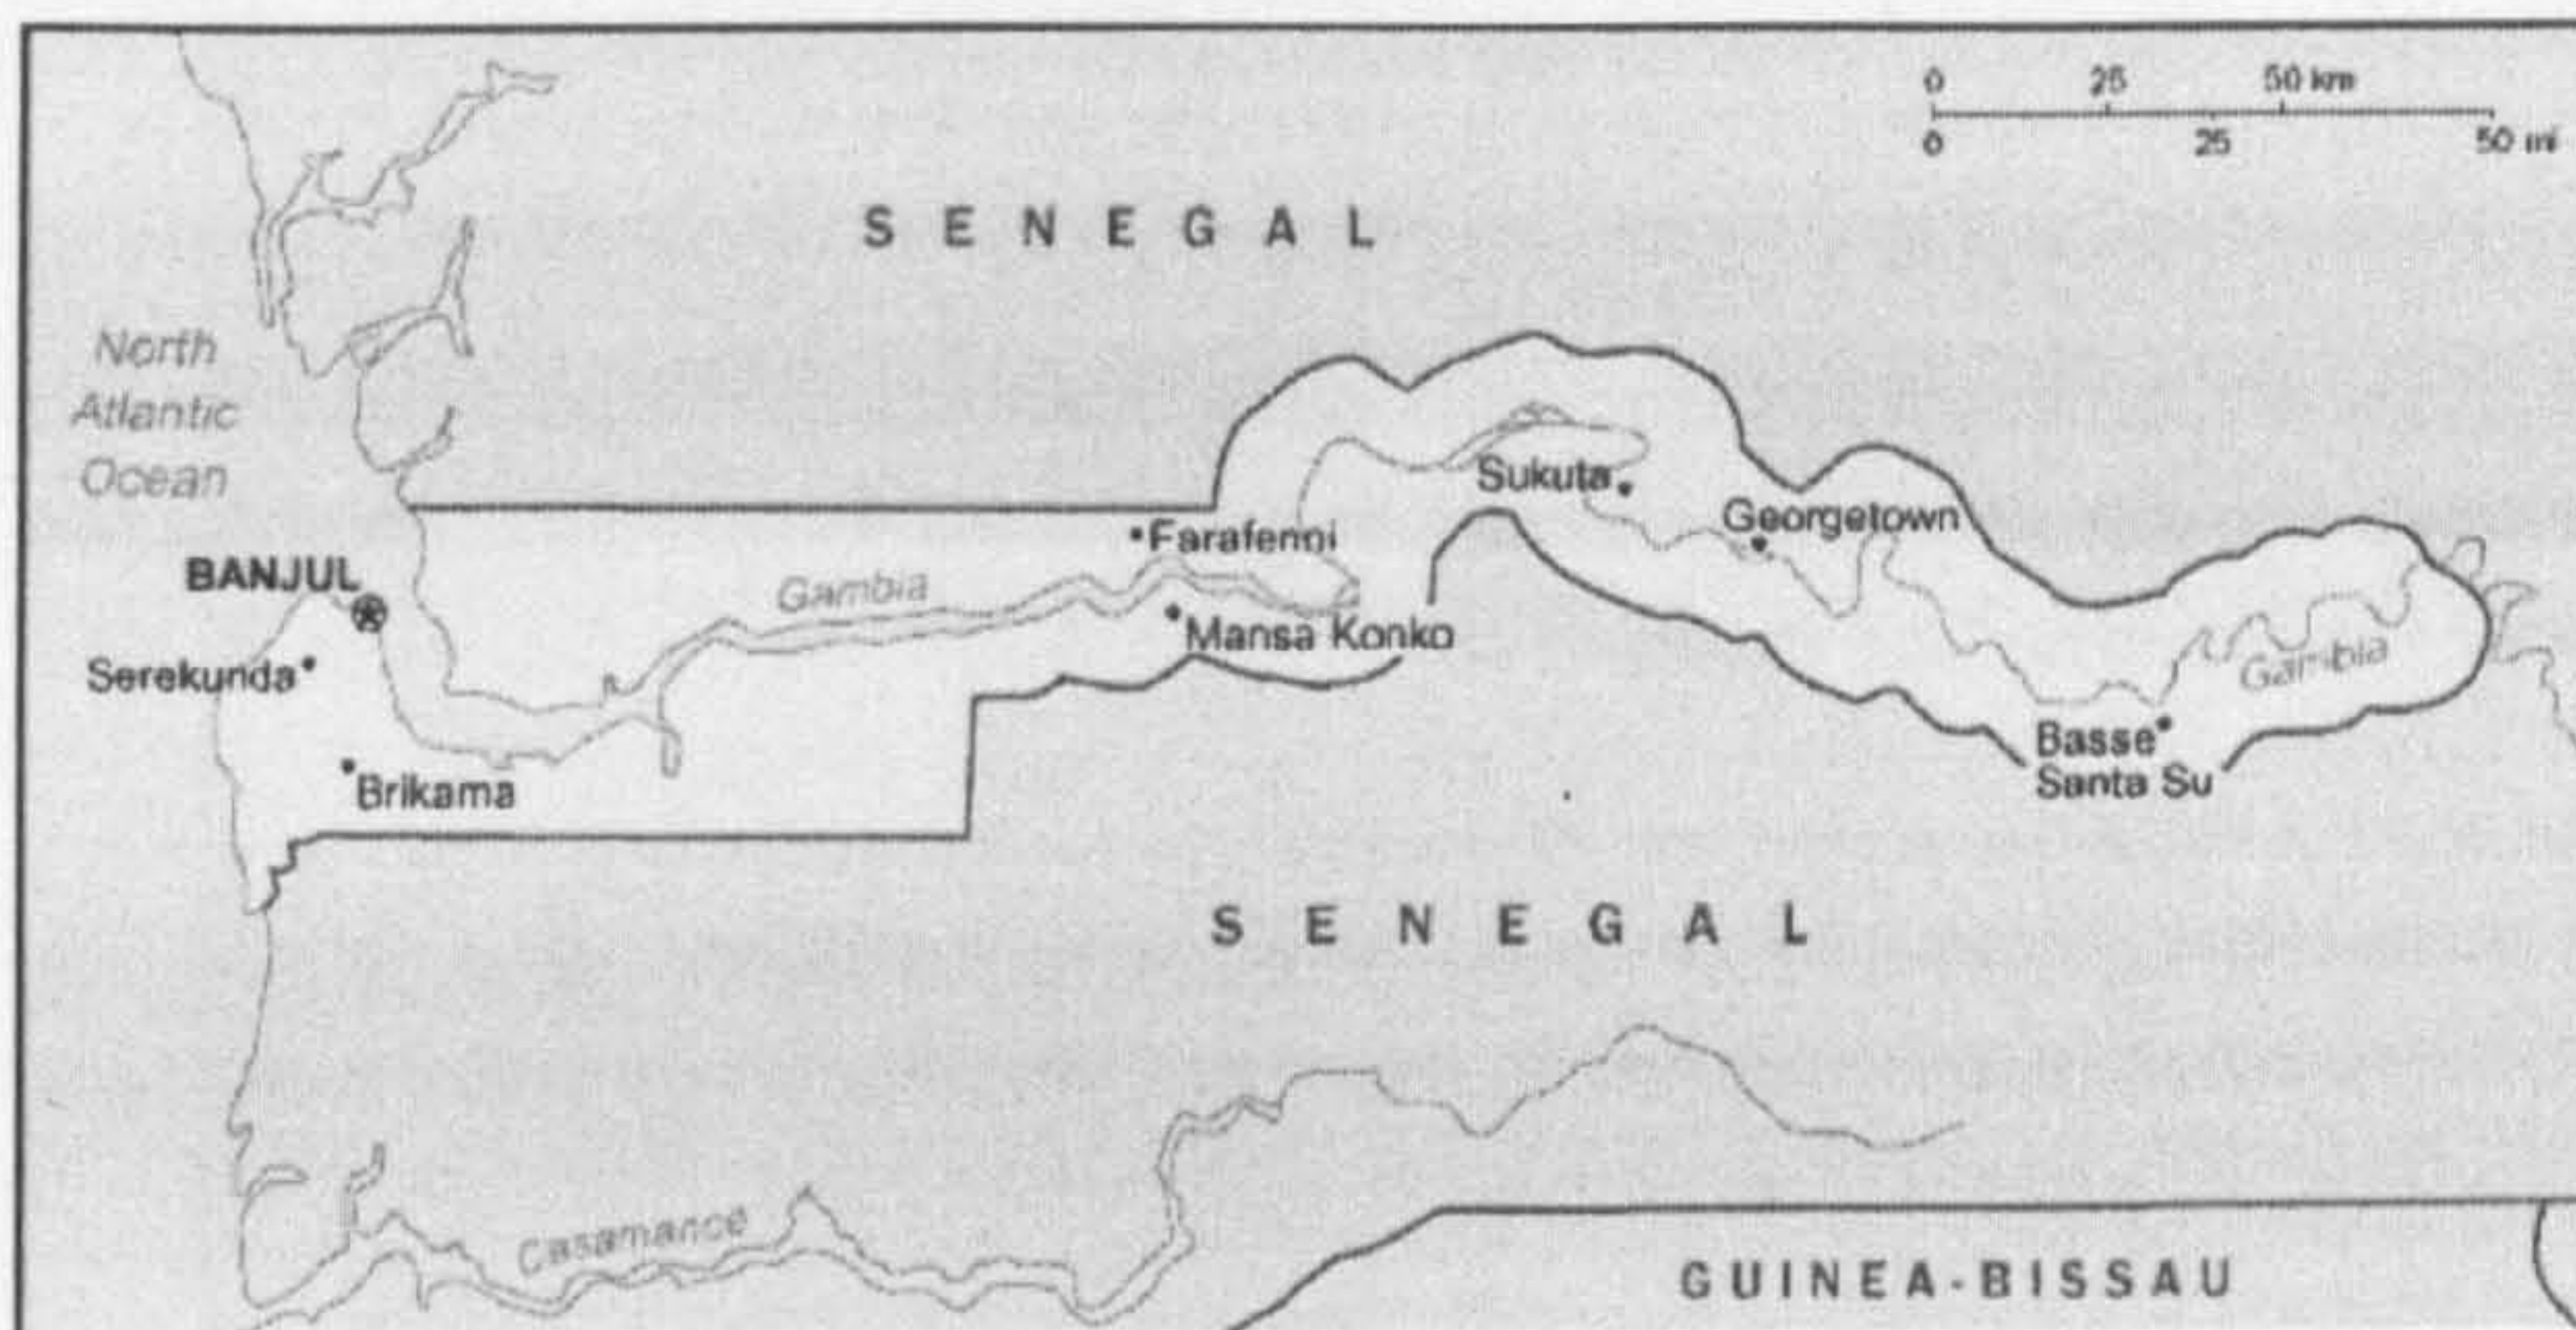 0 25 50 km
0 25 50 mi
SENEGAL
North
Atlantic
Ocean
Sukuta
Georgetown
Farafenni
BANJUL
Gambia
Mansa Konko
Serekunda
Gambia
Basse
Santa Su
Brikama
SENEGAL
Casamance
GUINEA-BISSAU